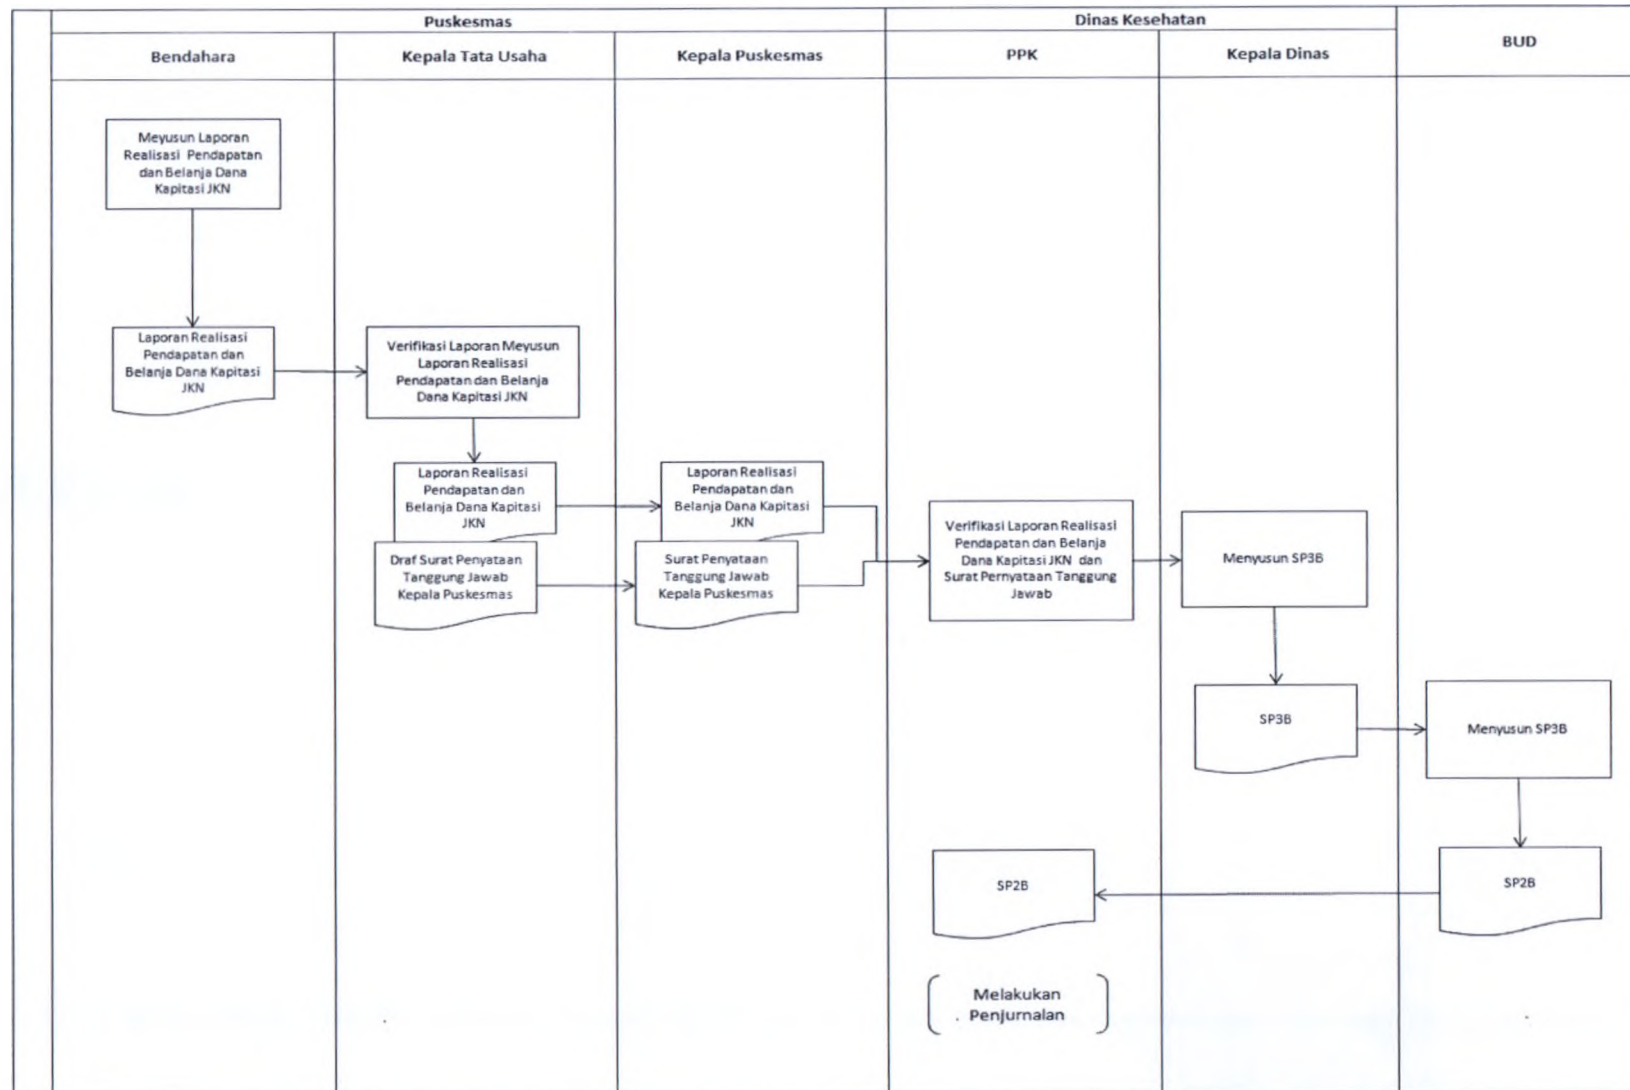 Puskesmas
Dinas Kesehatan
BUD
Bendahara
Kepala Tata Usaha
Kepala Puskesmas
PPK
Kepala Dinas
Meyusun Laporan
Realisasi Pendapatan
dan Belanja Dana
Kapitasi JKN
Laporan Realisasi
Pendapatan dan
Belanja Dana Kapitasi
JKN
Verifikasi Laporan Meyusun
Laporan Realisasi
Pendapatan dan Belanja
Dana Kapitasi JKN
Laporan Realisasi
Pendapatan dan
Belanja Dana Kapitasi
JKN
Draf Surat Penyataan
Tanggung Jawab
Kepala Puskesmas
Laporan Realisasi
Pendapatan dan
Belanja Dana Kapitasi
JKN
Surat Penyataan
Tanggung Jawab
Kepala Puskesmas
Verifikasi Laporan Realisasi
Pendapatan dan Belanja
Dana Kapitasi JKN dan
Surat Pernyataan Tanggung
Jawab
Menyusun SP3B
SP3B
Menyusun SP3B
SP2B
SP2B
Melakukan
Penjurnalan